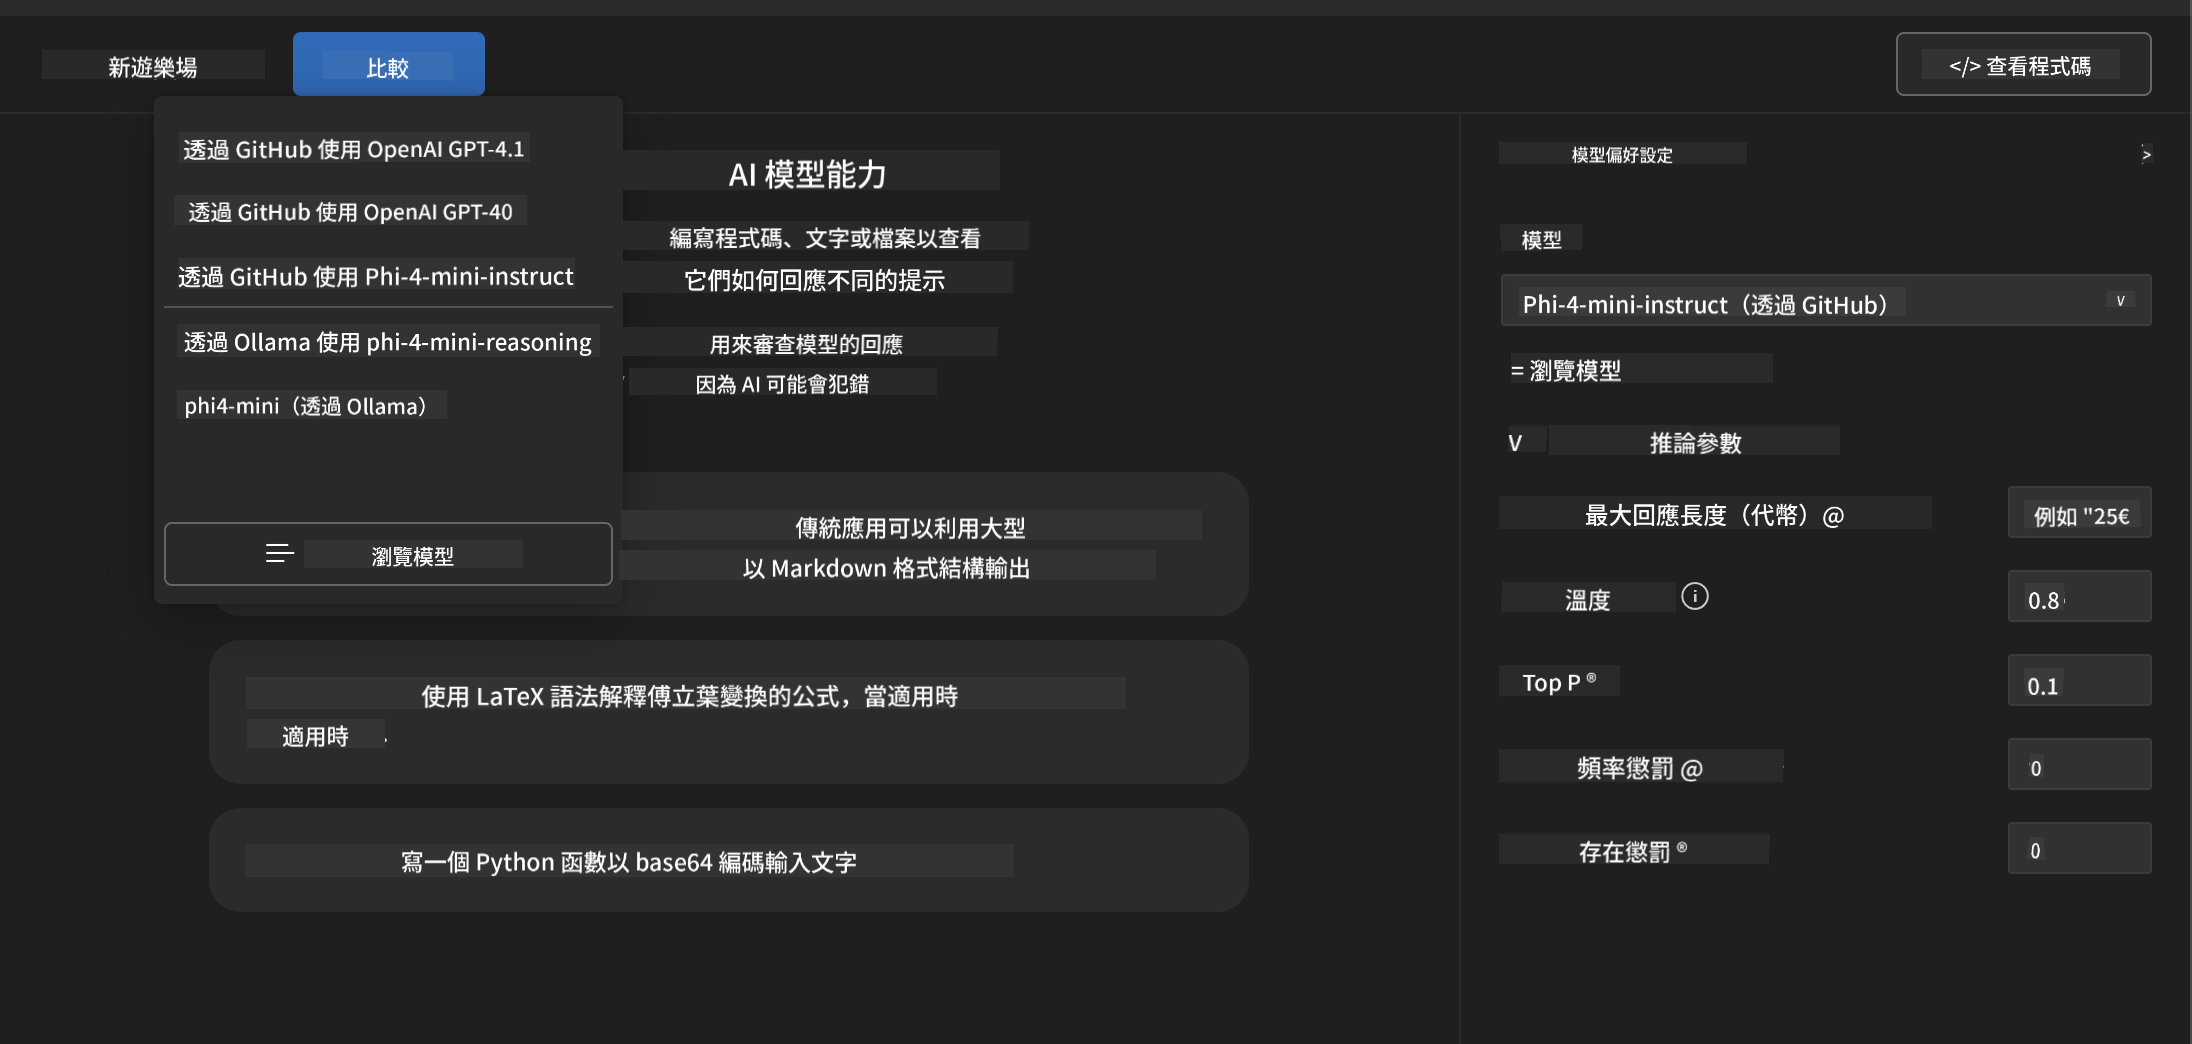 新遊樂場
比較
</> 查看程式碼
透過 GitHub 使用 OpenAI GPT-4.1
透過 GitHub 使用 OpenAI GPT-40
透過 GitHub 使用 Phi-4-mini-instruct
透過 Ollama 使用 phi-4-mini-reasoning
phi4-mini（透過 Ollama）
瀏覽模型
AI 模型能力
編寫程式碼、文字或檔案以查看
它們如何回應不同的提示
用來審查模型的回應
因為 AI 可能會犯錯
傳統應用可以利用大型
以 Markdown 格式結構輸出
使用 LaTeX 語法解釋傅立葉變換的公式，當適用時
適用時
寫一個 Python 函數以 base64 編碼輸入文字
模型偏好設定 >
模型
Phi-4-mini-instruct（透過 GitHub） v
= 瀏覽模型
V 推論參數
最大回應長度（代幣）@ 例如 "25€
溫度 0.8
Top P ® 0.1
頻率懲罰 @ 0
存在懲罰 ® 0